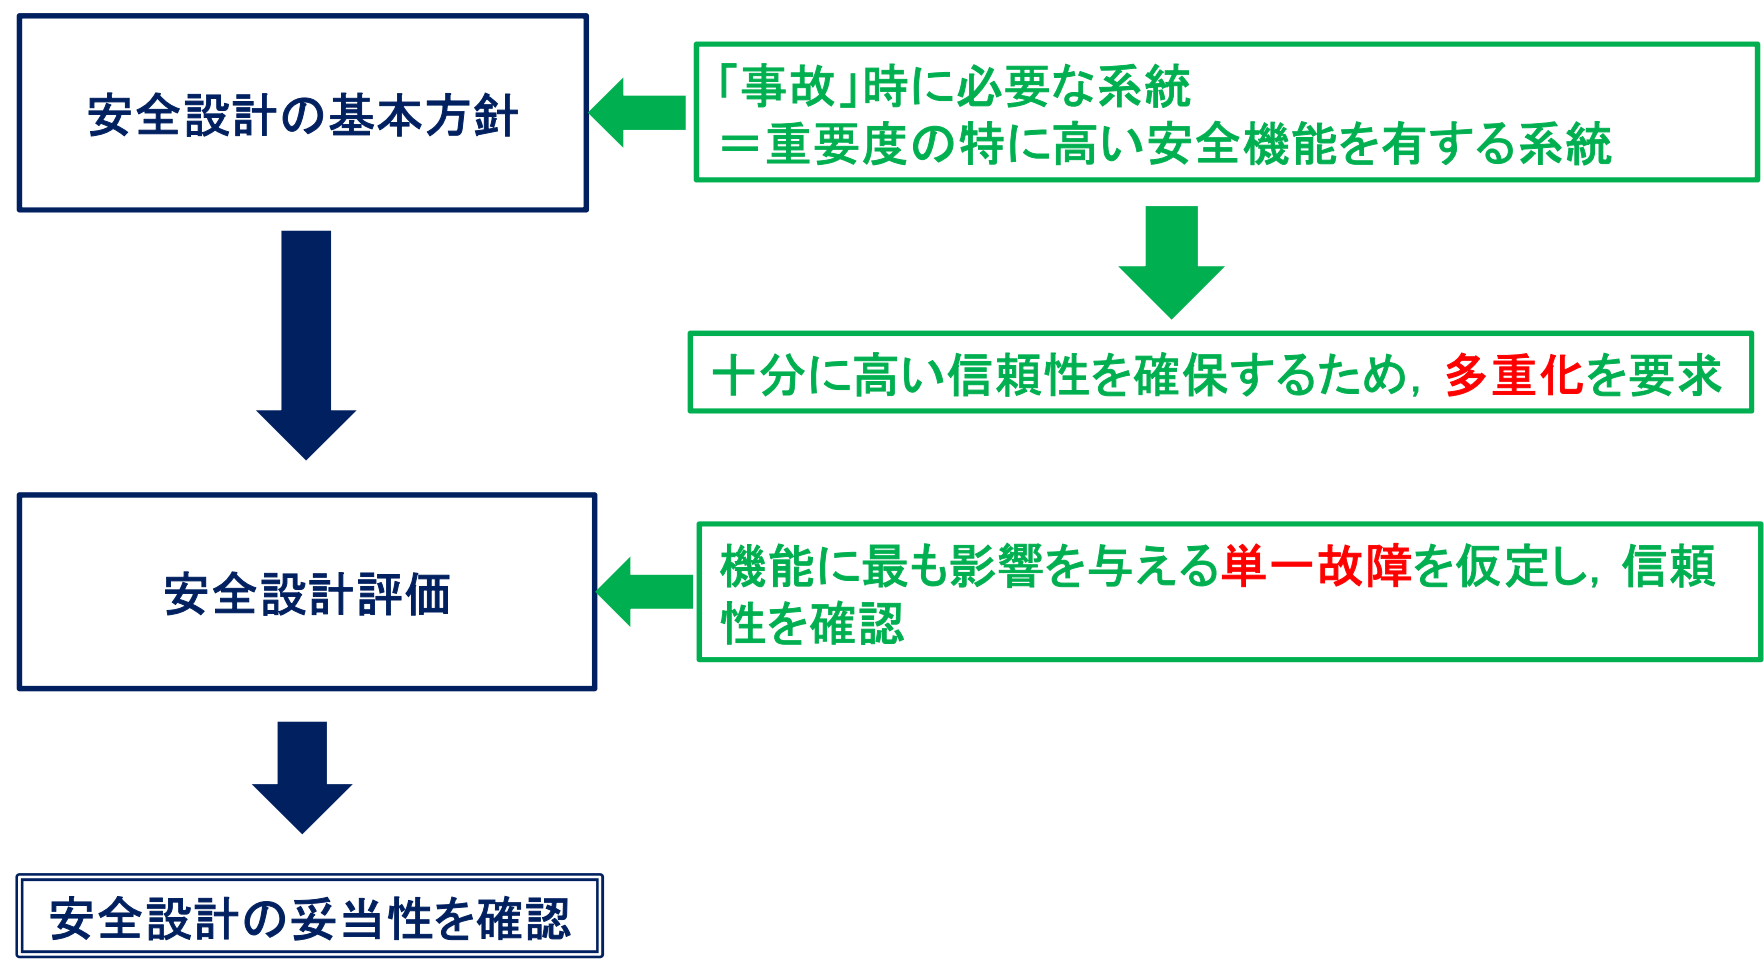 安全設計の基本方針
「事故」時に必要な系統
＝重要度の特に高い安全機能を有する系統
十分に高い信頼性を確保するため，多重化を要求
安全設計評価
機能に最も影響を与える単一故障を仮定し，信頼
性を確認
安全設計の妥当性を確認